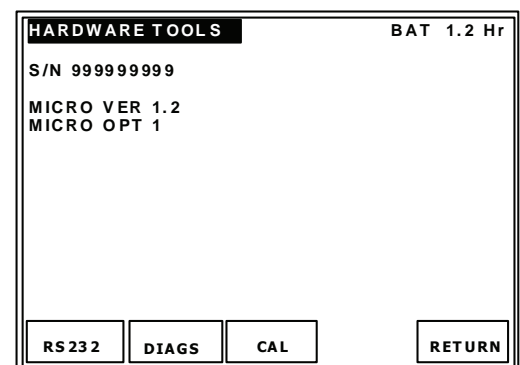 HARDWARE TOOLS BAT 1.2 Hr
S/N 999999999
MICRO VER 1.2
MICRO OPT 1
RS232 DIAGS CAL RETURN